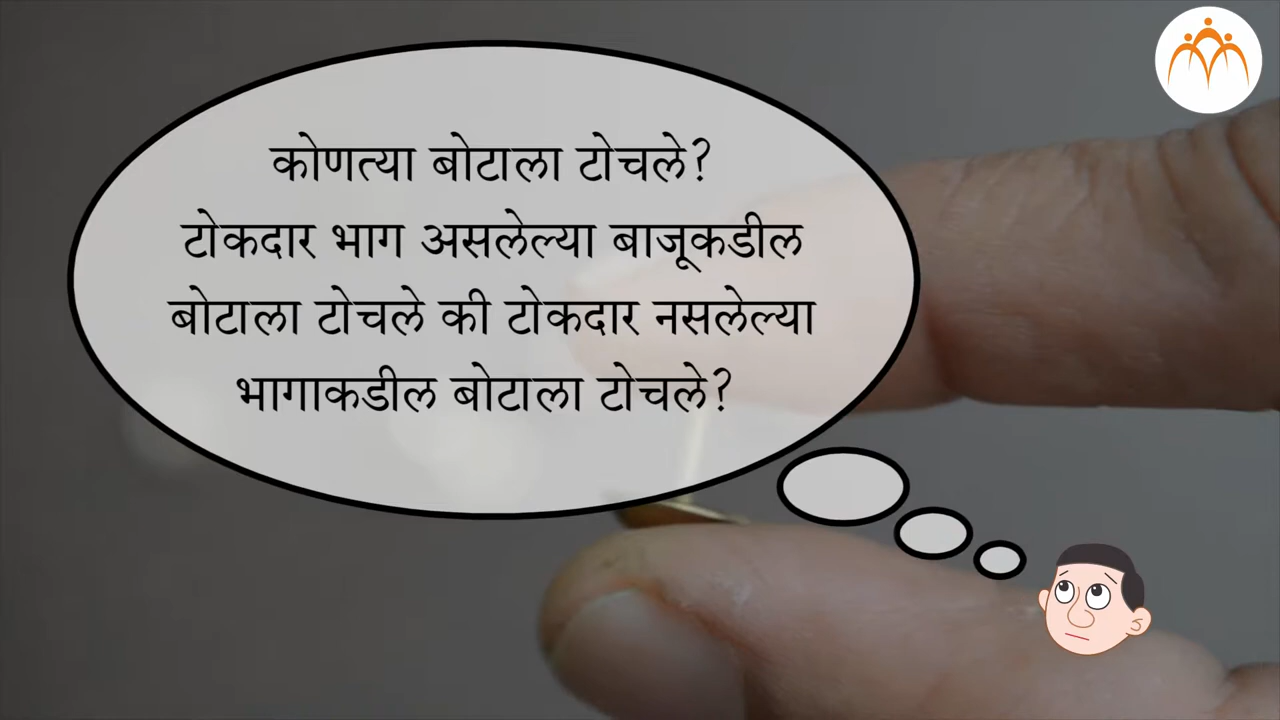 कोणत्या बोटाला टोचले?
टोकदार भाग असलेल्या बाजूकडील
बोटाला टोचले की टोकदार नसलेल्या
भागाकडील बोटाला टोचले?